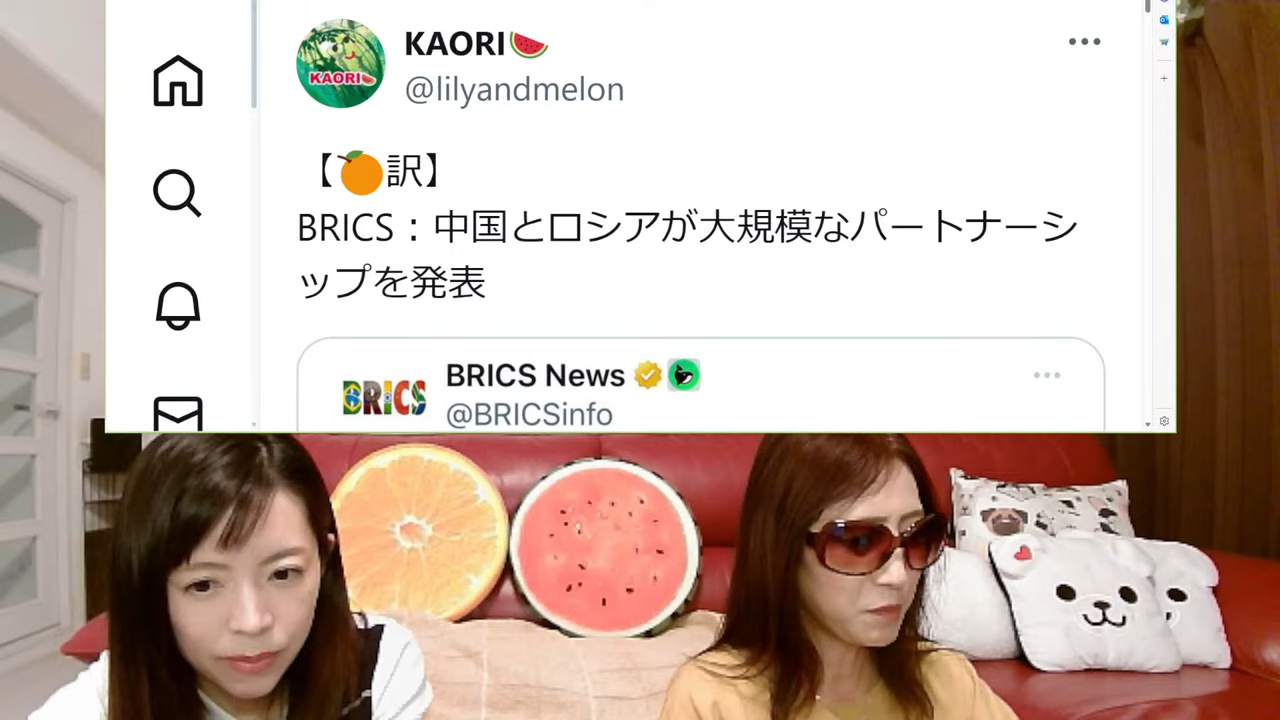 KAORI🍉
@lilyandmelon
KAORI🍉
【🍊訳】
BRICS：中国とロシアが大規模なパートナーシ
ップを発表
BRICS
BRICS News
@BRICSinfo